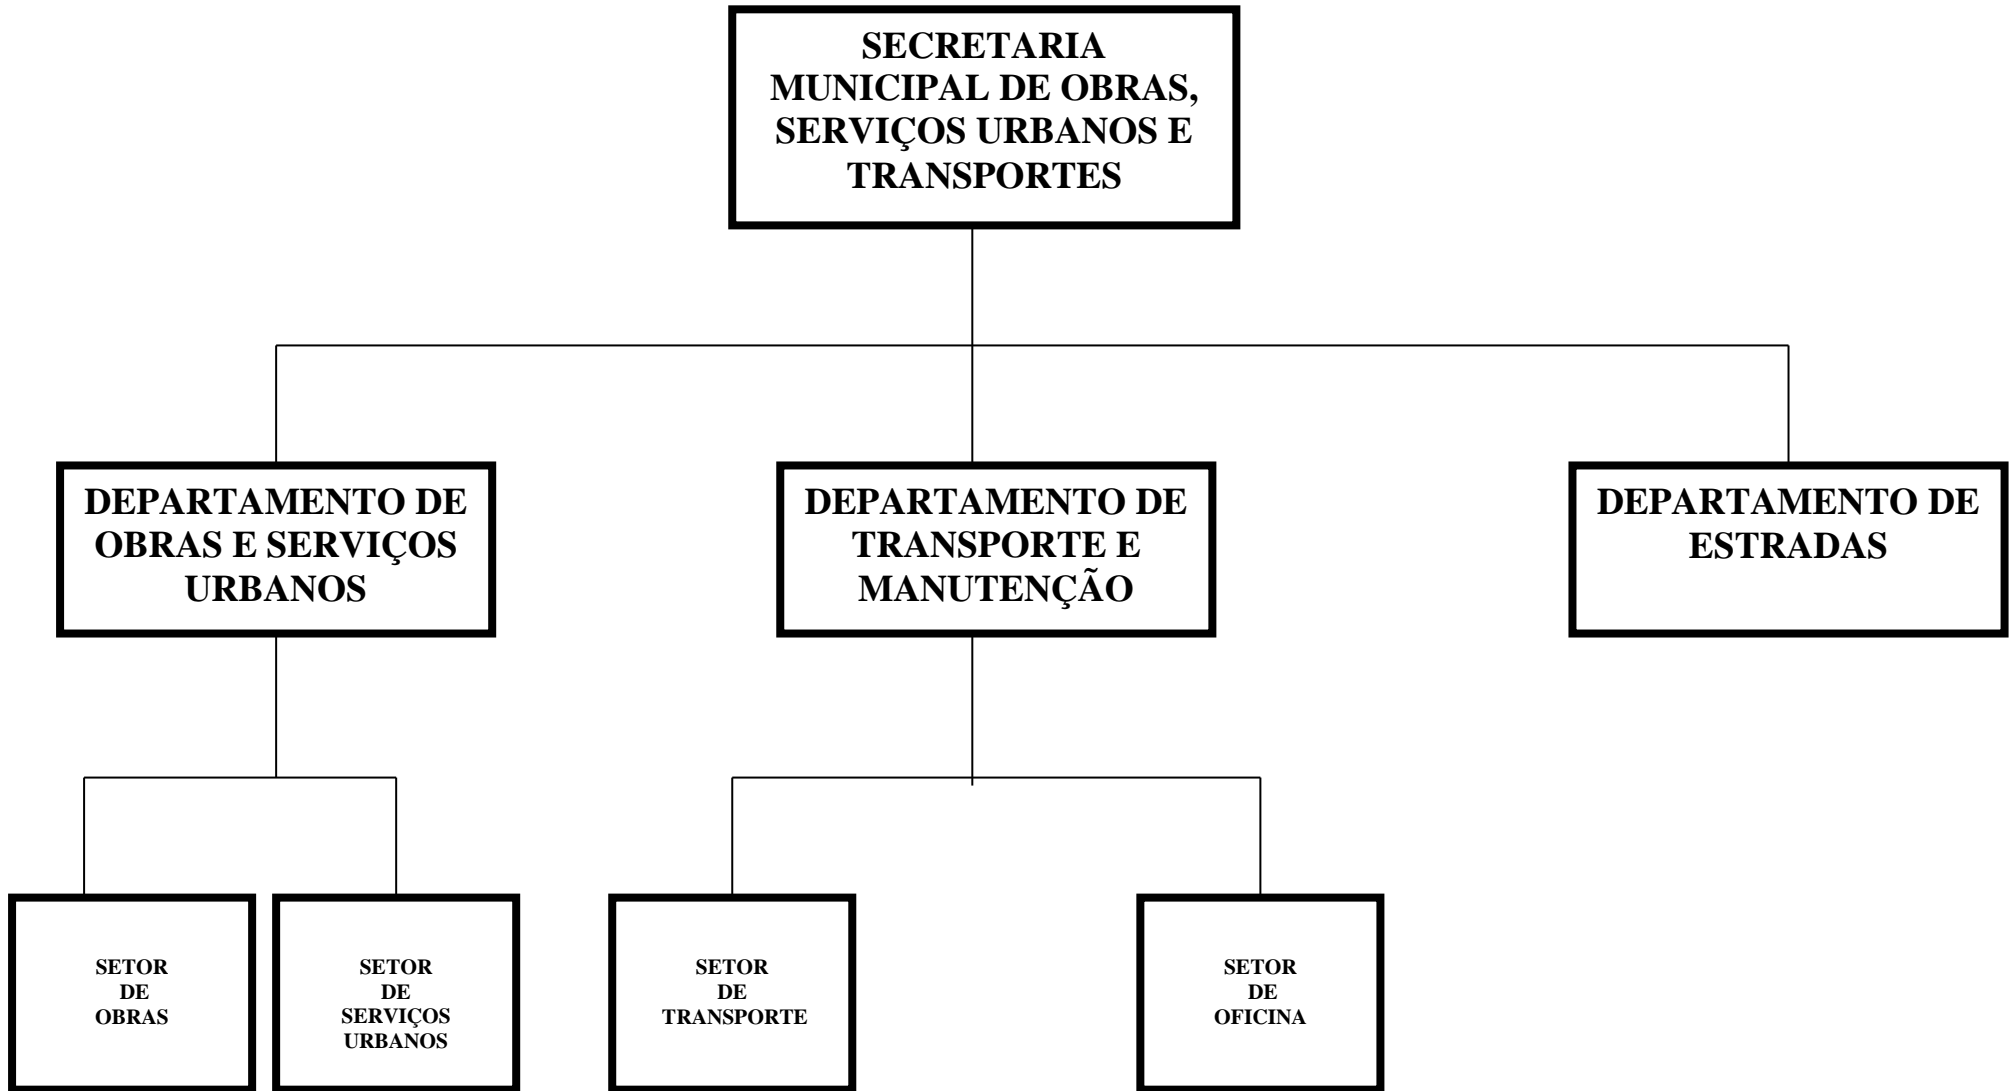 SECRETARIA
MUNICIPAL DE OBRAS,
SERVIÇOS URBANOS E
TRANSPORTES
DEPARTAMENTO DE
OBRAS E SERVIÇOS
URBANOS
DEPARTAMENTO DE
TRANSPORTE E
MANUTENÇÃO
DEPARTAMENTO DE
ESTRADAS
SETOR
DE
OBRAS
SETOR
DE
SERVIÇOS
URBANOS
SETOR
DE
TRANSPORTE
SETOR
DE
OFICINA